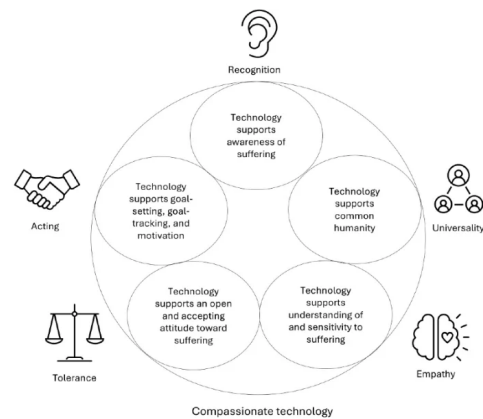 Recognition
Technology
supports
awareness of
suffering
Technology
supports goal-
setting, goal-
tracking, and
motivation
Acting
Technology
supports
common
humanity
Universality
Technology
supports an open
and accepting
attitude toward
suffering
Tolerance
Technology
supports
understanding of
and sensitivity to
suffering
Empathy
Compassionate technology